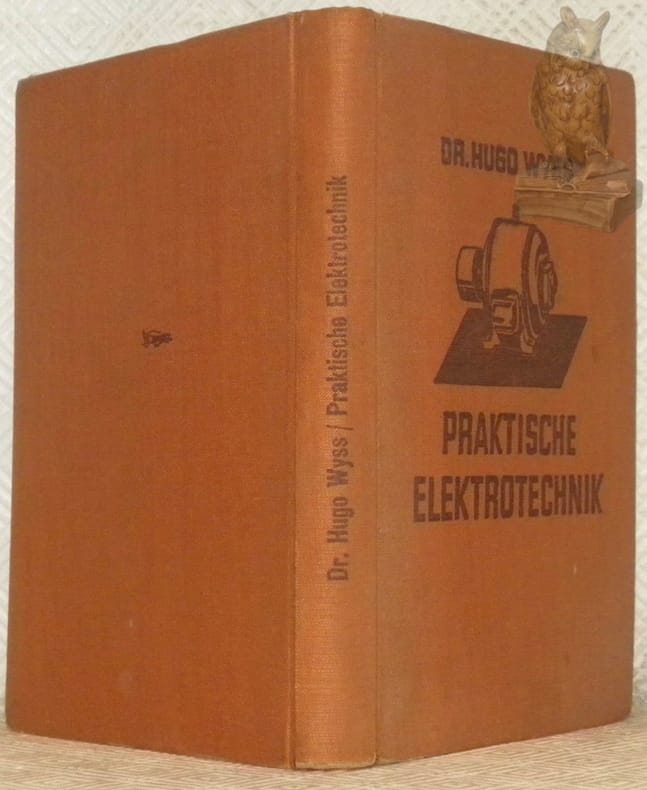 Dr. Hugo Wyss / Praktische Elektrotechnik
DR. HUGO WYSS
PRAKTISCHE
ELEKTROTECHNIK